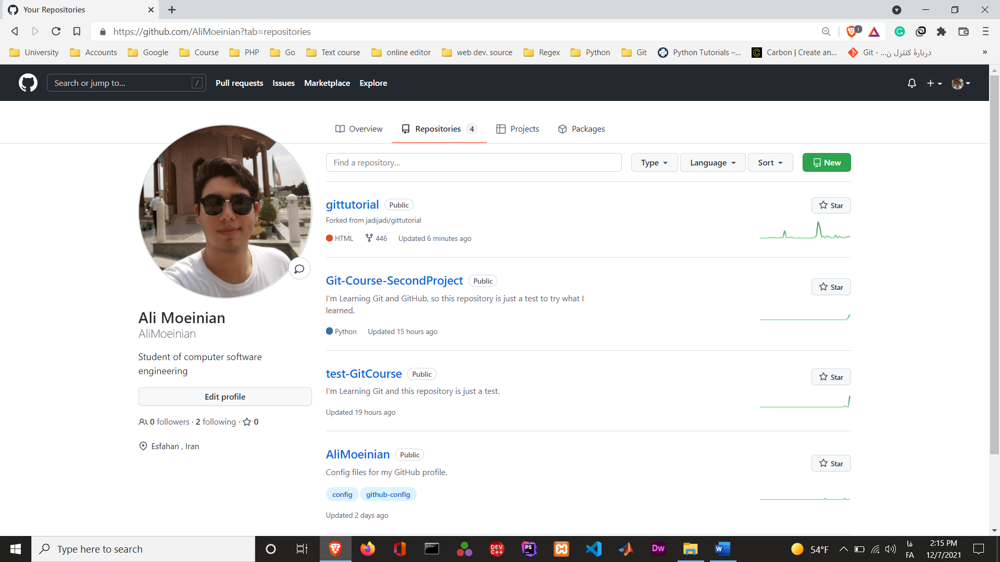 Your Repositories
https://github.com/AliMoeinian?tab=repositories
1
University Accounts Google Course PHP Go Text course online editor web dev. source Regex Python Git Python Tutorials –... Carbon | Create an... Git - ...دربارهٔ کنترل ن »
Search or jump to... / Pull requests Issues Marketplace Explore
Overview Repositories 4 Projects Packages
Find a repository... Type Language Sort New
gittutorial Public Star
Forked from jadijadi/gittutorial
HTML 446 Updated 6 minutes ago
Git-Course-SecondProject Public Star
I'm Learning Git and GitHub, so this repository is just a test to try what I
learned.
Python Updated 15 hours ago
test-GitCourse Public Star
I'm Learning Git and this repository is just a test.
Updated 19 hours ago
AliMoeinian Public Star
Config files for my GitHub profile.
config github-config
Updated 2 days ago
Ali Moeinian
AliMoeinian
Student of computer software
engineering
Edit profile
0 followers · 2 following · 0
Esfahan , Iran
Type here to search
DEV C++
PS
Dw
W
54°F
فا
FA
2:15 PM
12/7/2021